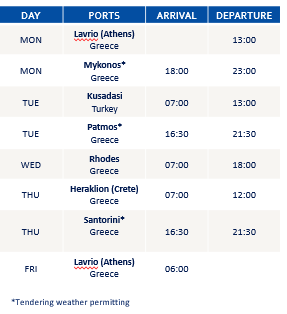 DAY PORTS ARRIVAL DEPARTURE
MON Lavrio (Athens) Greece 13:00
MON Mykonos* Greece 18:00 23:00
TUE Kusadasi Turkey 07:00 13:00
TUE Patmos* Greece 16:30 21:30
WED Rhodes Greece 07:00 18:00
THU Heraklion (Crete) Greece 07:00 12:00
THU Santorini* Greece 16:30 21:30
FRI Lavrio (Athens) Greece 06:00
*Tendering weather permitting